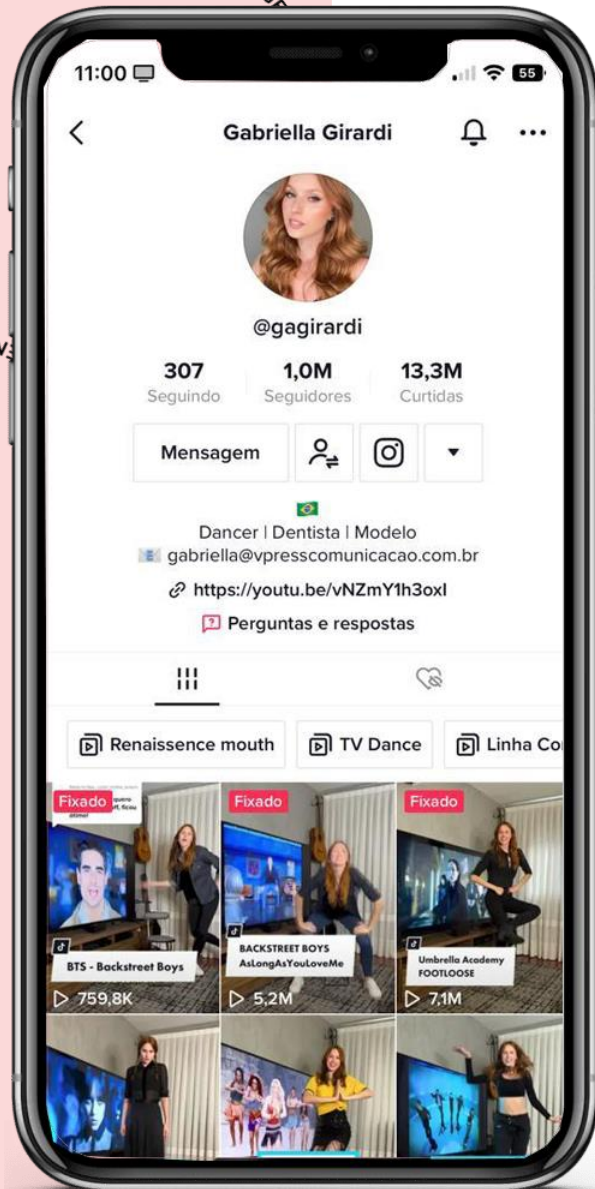 11:00
55
Gabriella Girardi
@gagirardi
307 1,0M 13,3M
Seguindo Seguidores Curtidas
Mensagem
Dancer | Dentista | Modelo
gabriella@vpresscomunicacao.com.br
https://youtu.be/vNZmY1h3oxI
Perguntas e respostas
Renaissence mouth TV Dance Linha Co
Fixado Fixado Fixado
BTS - Backstreet Boys
759,8K
BACKSTREET BOYS
AsLongAsYouLoveMe
5,2M
Umbrella Academy
FOOTLOOSE
7,1M